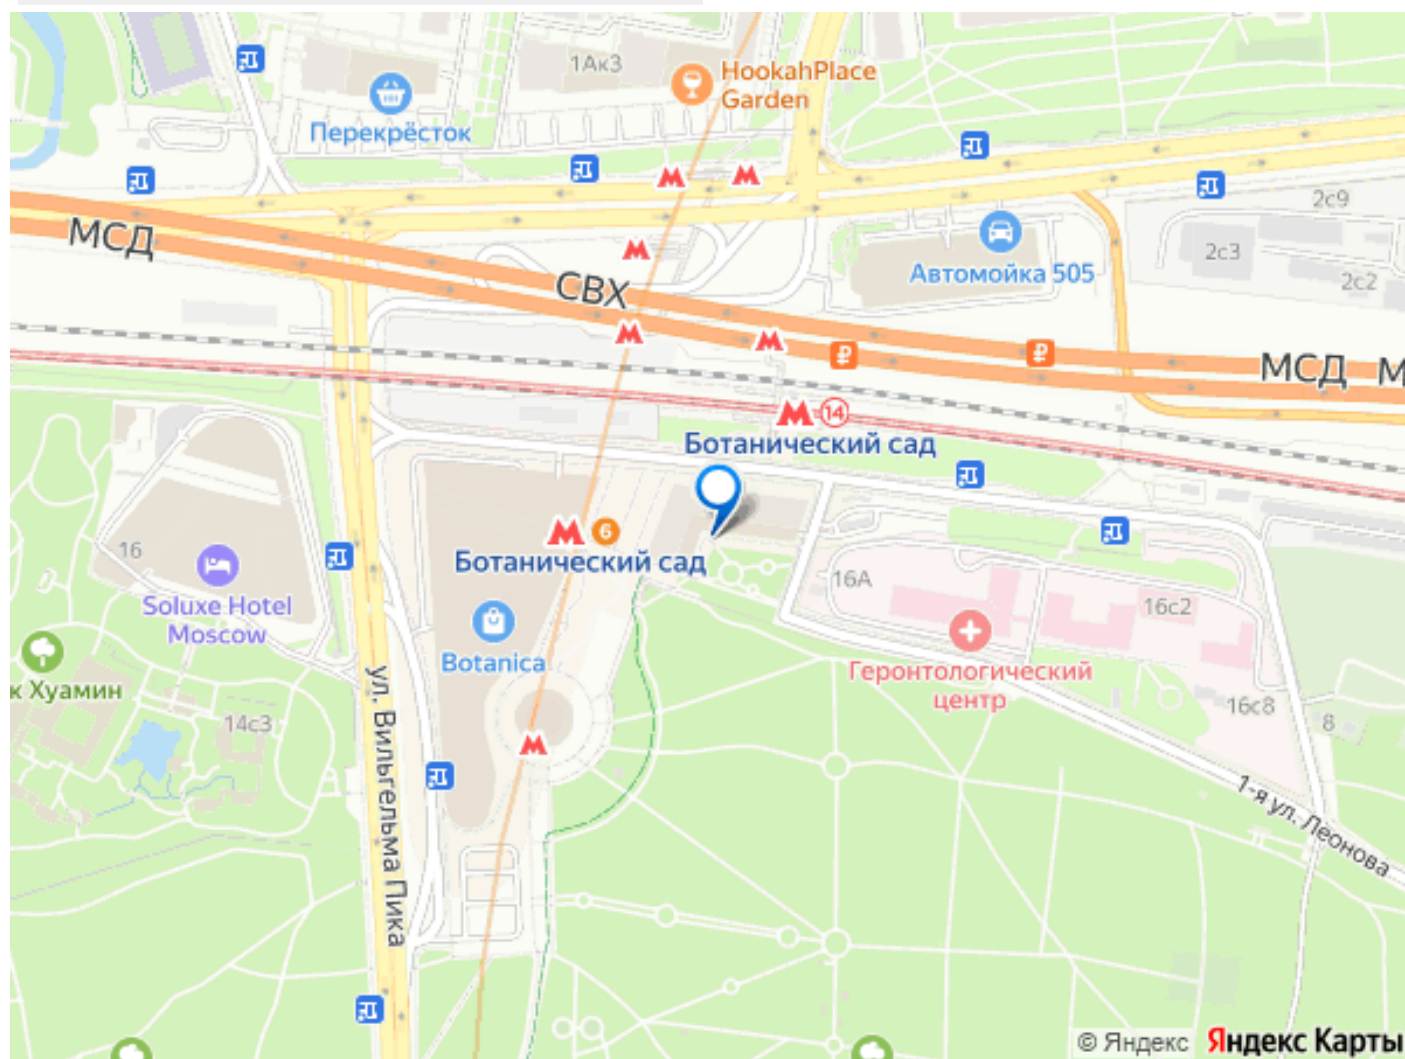 1Ак3
HookahPlace
Garden
Перекрёсток
2с9
МСД
2с3
Автомойка 505
2с2
СВХ
₽
₽
МСД
М
14
Ботанический сад
6
16
Ботанический сад
16А
Soluxe Hotel
Moscow
16с2
Botanica
Геронтологический
центр
к Хуамин
14с3
16с8
8
ул. Вильгельма Пика
1-я ул. Леонова
© Яндекс Яндекс Карты